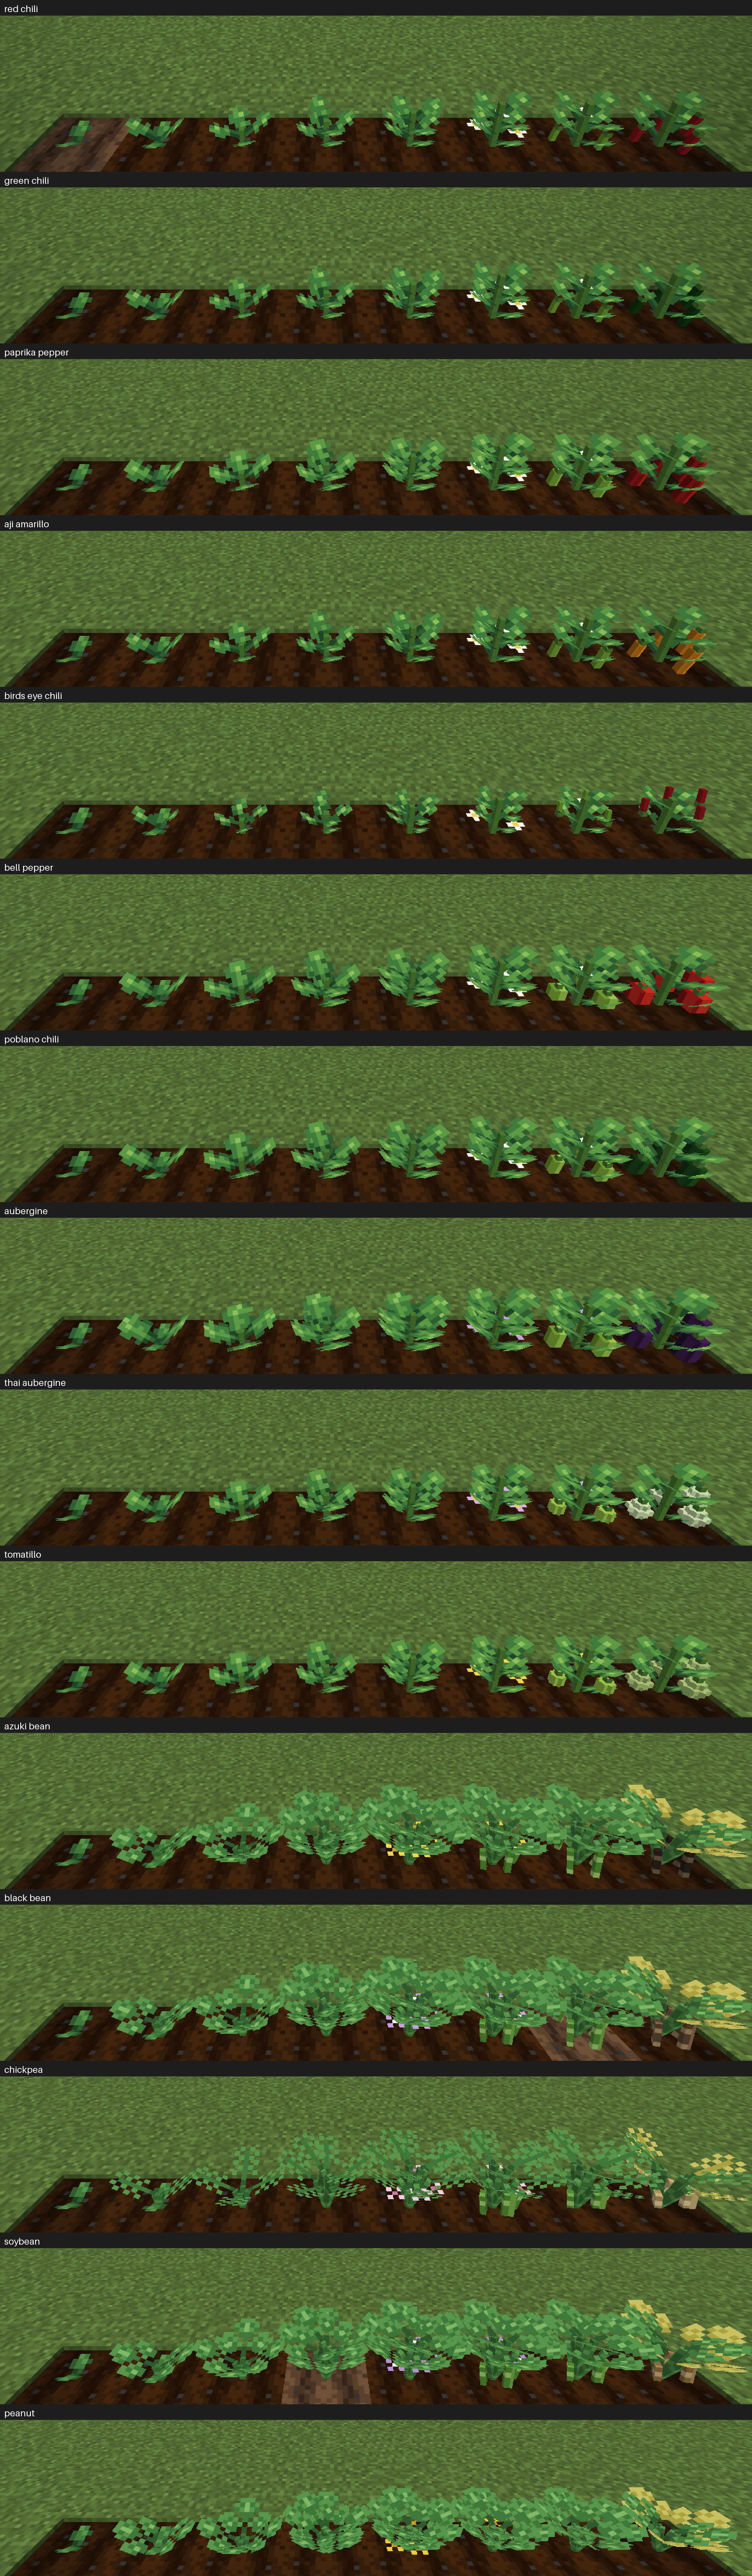 red chili
green chili
paprika pepper
aji amarillo
birds eye chili
bell pepper
poblano chili
aubergine
thai aubergine
tomatillo
azuki bean
black bean
chickpea
soybean
peanut